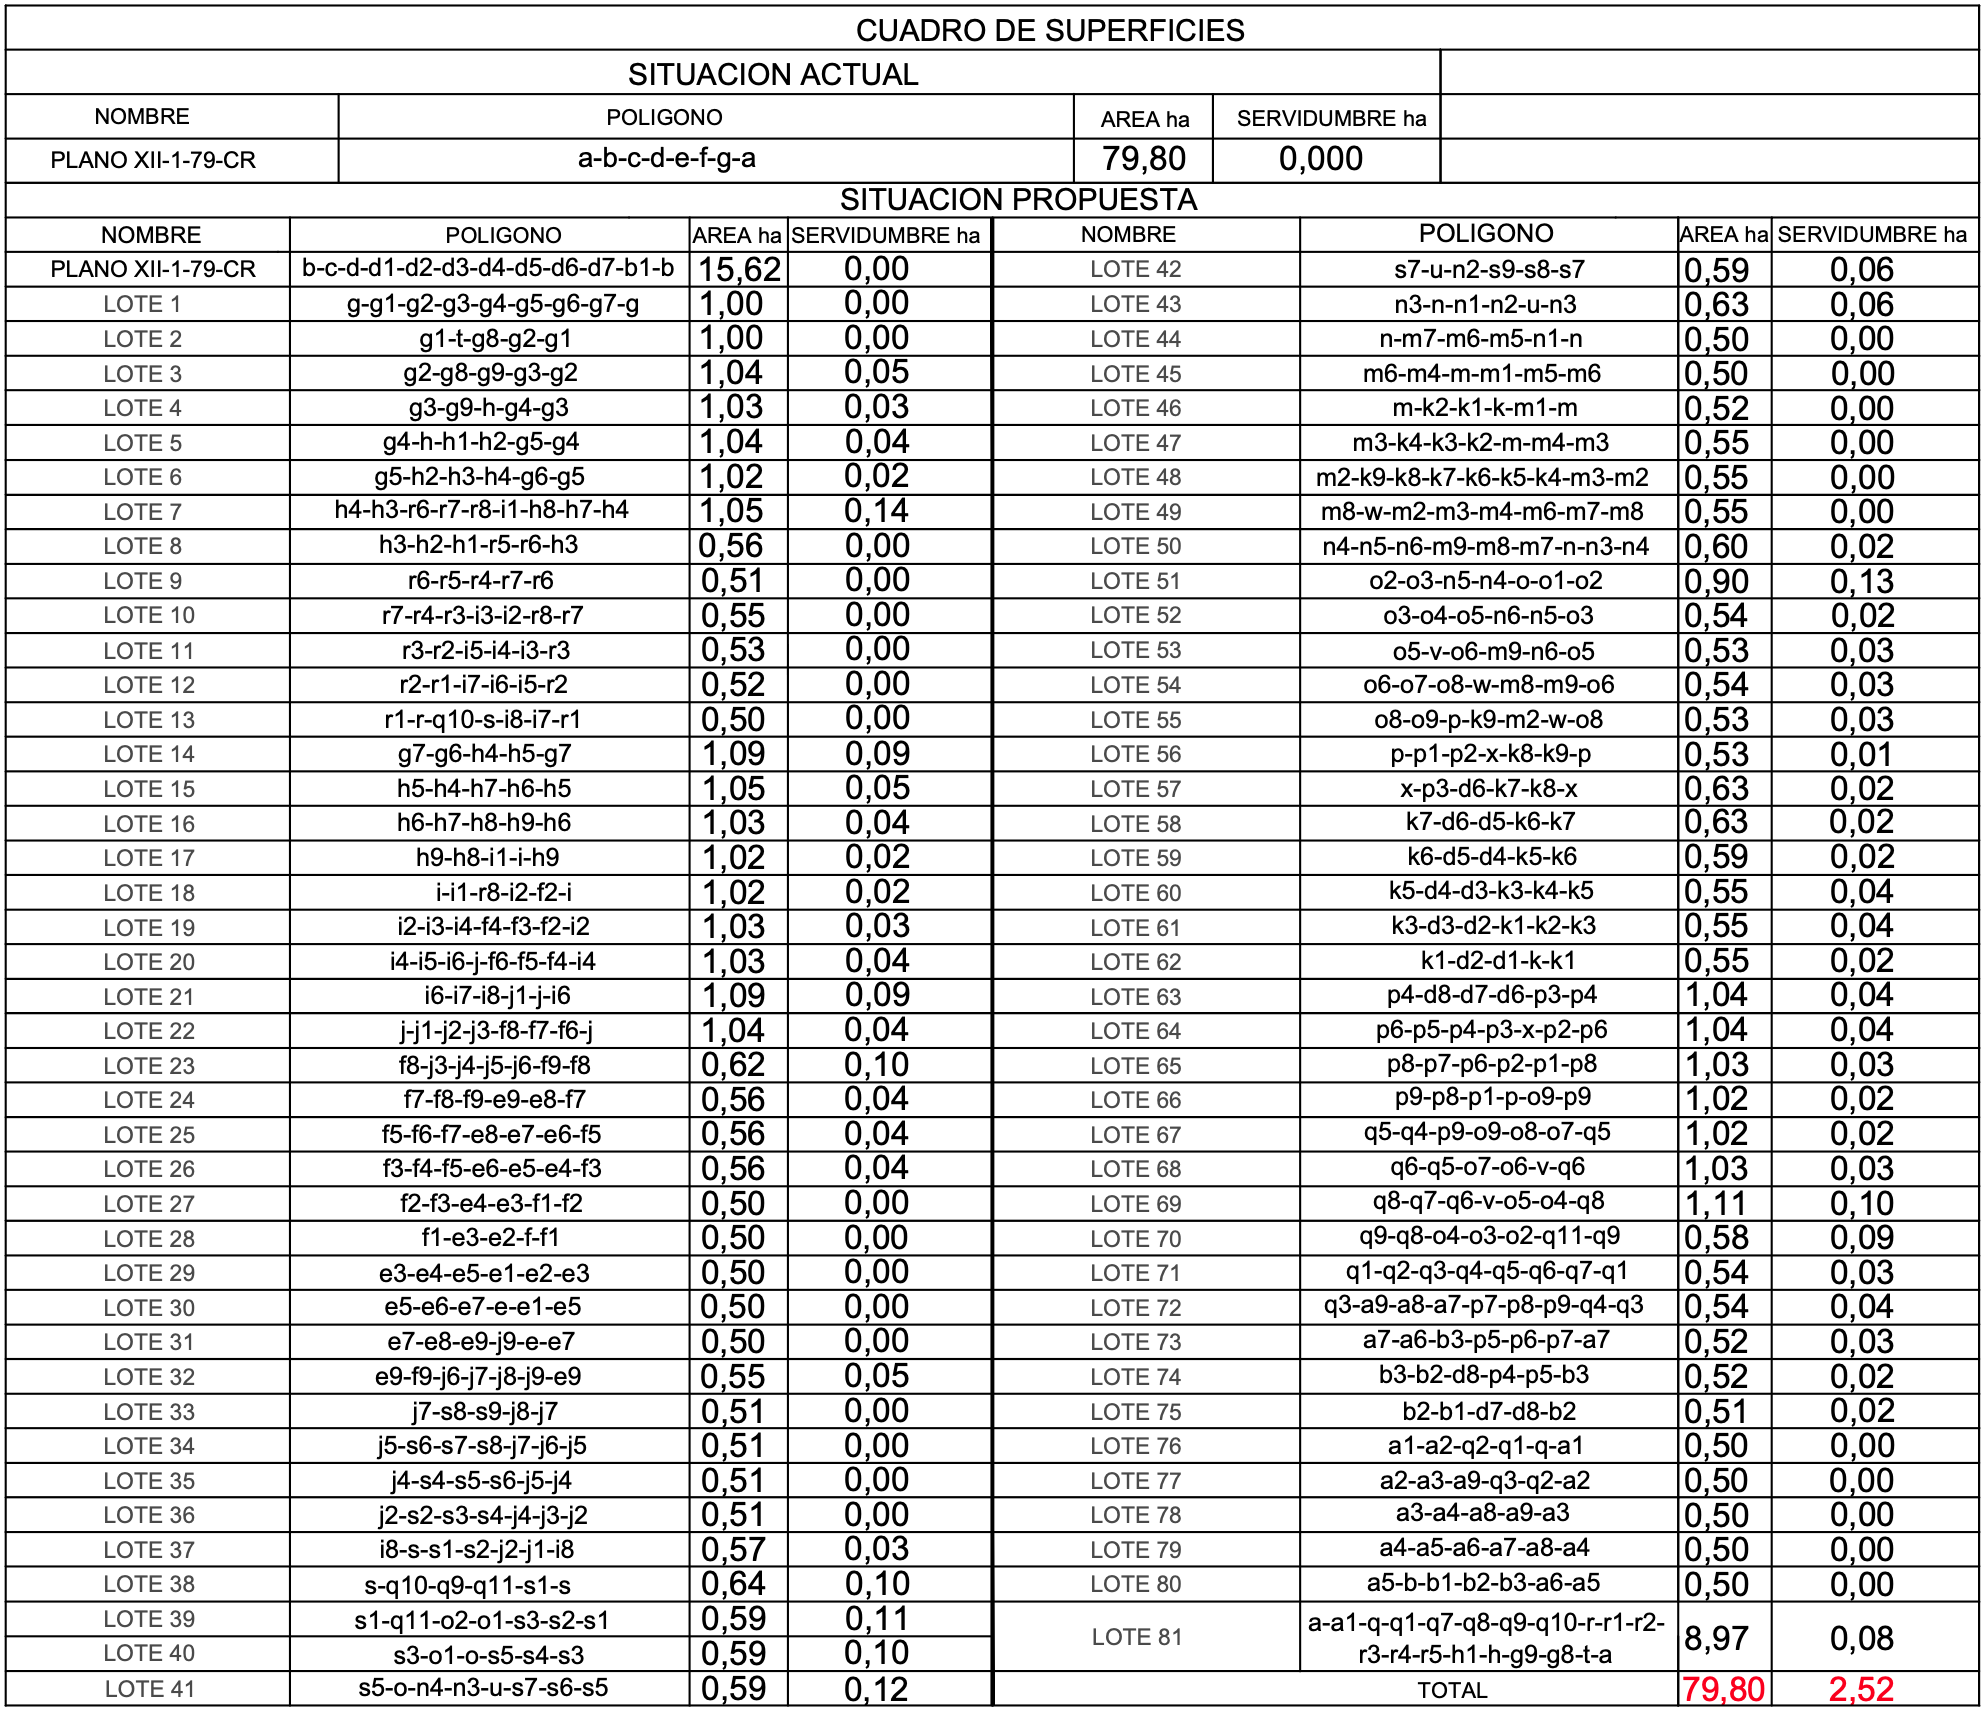 CUADRO DE SUPERFICIES
SITUACION ACTUAL
NOMBRE POLIGONO AREA ha SERVIDUMBRE ha
PLANO XII-1-79-CR a-b-c-d-e-f-g-a 79,80 0,000
SITUACION PROPUESTA
NOMBRE POLIGONO AREA ha SERVIDUMBRE ha NOMBRE POLIGONO AREA ha SERVIDUMBRE ha
PLANO XII-1-79-CR b-c-d-d1-d2-d3-d4-d5-d6-d7-b1-b 15,62 0,00 LOTE 42 s7-u-n2-s9-s8-s7 0,59 0,06
LOTE 1 g-g1-g2-g3-g4-g5-g6-g7-g 1,00 0,00 LOTE 43 n3-n-n1-n2-u-n3 0,63 0,06
LOTE 2 g1-t-g8-g2-g1 1,00 0,00 LOTE 44 n-m7-m6-m5-n1-n 0,50 0,00
LOTE 3 g2-g8-g9-g3-g2 1,04 0,05 LOTE 45 m6-m4-m-m1-m5-m6 0,50 0,00
LOTE 4 g3-g9-h-g4-g3 1,03 0,03 LOTE 46 m-k2-k1-k-m1-m 0,52 0,00
LOTE 5 g4-h-h1-h2-g5-g4 1,04 0,04 LOTE 47 m3-k4-k3-k2-m-m4-m3 0,55 0,00
LOTE 6 g5-h2-h3-h4-g6-g5 1,02 0,02 LOTE 48 m2-k9-k8-k7-k6-k5-k4-m3-m2 0,55 0,00
LOTE 7 h4-h3-r6-r7-r8-i1-h8-h7-h4 1,05 0,14 LOTE 49 m8-w-m2-m3-m4-m6-m7-m8 0,55 0,00
LOTE 8 h3-h2-h1-r5-r6-h3 0,56 0,00 LOTE 50 n4-n5-n6-m9-m8-m7-n-n3-n4 0,60 0,02
LOTE 9 r6-r5-r4-r7-r6 0,51 0,00 LOTE 51 o2-o3-n5-n4-o-o1-o2 0,90 0,13
LOTE 10 r7-r4-r3-i3-i2-r8-r7 0,55 0,00 LOTE 52 o3-o4-o5-n6-n5-o3 0,54 0,02
LOTE 11 r3-r2-i5-i4-i3-r3 0,53 0,00 LOTE 53 o5-v-o6-m9-n6-o5 0,53 0,03
LOTE 12 r2-r1-i7-i6-i5-r2 0,52 0,00 LOTE 54 o6-o7-o8-w-m8-m9-o6 0,54 0,03
LOTE 13 r1-r-q10-s-i8-i7-r1 0,50 0,00 LOTE 55 o8-o9-p-k9-m2-w-o8 0,53 0,03
LOTE 14 g7-g6-h4-h5-g7 1,09 0,09 LOTE 56 p-p1-p2-x-k8-k9-p 0,53 0,01
LOTE 15 h5-h4-h7-h6-h5 1,05 0,05 LOTE 57 x-p3-d6-k7-k8-x 0,63 0,02
LOTE 16 h6-h7-h8-h9-h6 1,03 0,04 LOTE 58 k7-d6-d5-k6-k7 0,63 0,02
LOTE 17 h9-h8-i1-i-h9 1,02 0,02 LOTE 59 k6-d5-d4-k5-k6 0,59 0,02
LOTE 18 i-i1-r8-i2-f2-i 1,02 0,02 LOTE 60 k5-d4-d3-k3-k4-k5 0,55 0,04
LOTE 19 i2-i3-i4-f4-f3-f2-i2 1,03 0,03 LOTE 61 k3-d3-d2-k1-k2-k3 0,55 0,04
LOTE 20 i4-i5-i6-j-f6-f5-f4-i4 1,03 0,04 LOTE 62 k1-d2-d1-k-k1 0,55 0,02
LOTE 21 i6-i7-i8-j1-j-i6 1,09 0,09 LOTE 63 p4-d8-d7-d6-p3-p4 1,04 0,04
LOTE 22 j-j1-j2-j3-f8-f7-f6-j 1,04 0,04 LOTE 64 p6-p5-p4-p3-x-p2-p6 1,04 0,04
LOTE 23 f8-j3-j4-j5-j6-f9-f8 0,62 0,10 LOTE 65 p8-p7-p6-p2-p1-p8 1,03 0,03
LOTE 24 f7-f8-f9-e9-e8-f7 0,56 0,04 LOTE 66 p9-p8-p1-p-o9-p9 1,02 0,02
LOTE 25 f5-f6-f7-e8-e7-e6-f5 0,56 0,04 LOTE 67 q5-q4-p9-o9-o8-o7-q5 1,02 0,02
LOTE 26 f3-f4-f5-e6-e5-e4-f3 0,56 0,04 LOTE 68 q6-q5-o7-o6-v-q6 1,03 0,03
LOTE 27 f2-f3-e4-e3-f1-f2 0,50 0,00 LOTE 69 q8-q7-q6-v-o5-o4-q8 1,11 0,10
LOTE 28 f1-e3-e2-f-f1 0,50 0,00 LOTE 70 q9-q8-o4-o3-o2-q11-q9 0,58 0,09
LOTE 29 e3-e4-e5-e1-e2-e3 0,50 0,00 LOTE 71 q1-q2-q3-q4-q5-q6-q7-q1 0,54 0,03
LOTE 30 e5-e6-e7-e-e1-e5 0,50 0,00 LOTE 72 q3-a9-a8-a7-p7-p8-p9-q4-q3 0,54 0,04
LOTE 31 e7-e8-e9-j9-e-e7 0,50 0,00 LOTE 73 a7-a6-b3-p5-p6-p7-a7 0,52 0,03
LOTE 32 e9-f9-j6-j7-j8-j9-e9 0,55 0,05 LOTE 74 b3-b2-d8-p4-p5-b3 0,52 0,02
LOTE 33 j7-s8-s9-j8-j7 0,51 0,00 LOTE 75 b2-b1-d7-d8-b2 0,51 0,02
LOTE 34 j5-s6-s7-s8-j7-j6-j5 0,51 0,00 LOTE 76 a1-a2-q2-q1-q-a1 0,50 0,00
LOTE 35 j4-s4-s5-s6-j5-j4 0,51 0,00 LOTE 77 a2-a3-a9-q3-q2-a2 0,50 0,00
LOTE 36 j2-s2-s3-s4-j4-j3-j2 0,51 0,00 LOTE 78 a3-a4-a8-a9-a3 0,50 0,00
LOTE 37 i8-s-s1-s2-j2-j1-i8 0,57 0,03 LOTE 79 a4-a5-a6-a7-a8-a4 0,50 0,00
LOTE 38 s-q10-q9-q11-s1-s 0,64 0,10 LOTE 80 a5-b-b1-b2-b3-a6-a5 0,50 0,00
LOTE 39 s1-q11-o2-o1-s3-s2-s1 0,59 0,11 LOTE 81 a-a1-q-q1-q7-q8-q9-q10-r-r1-r2- 8,97 0,08
LOTE 40 s3-o1-o-s5-s4-s3 0,59 0,10 r3-r4-r5-h1-h-g9-g8-t-a
LOTE 41 s5-o-n4-n3-u-s7-s6-s5 0,59 0,12 TOTAL 79,80 2,52